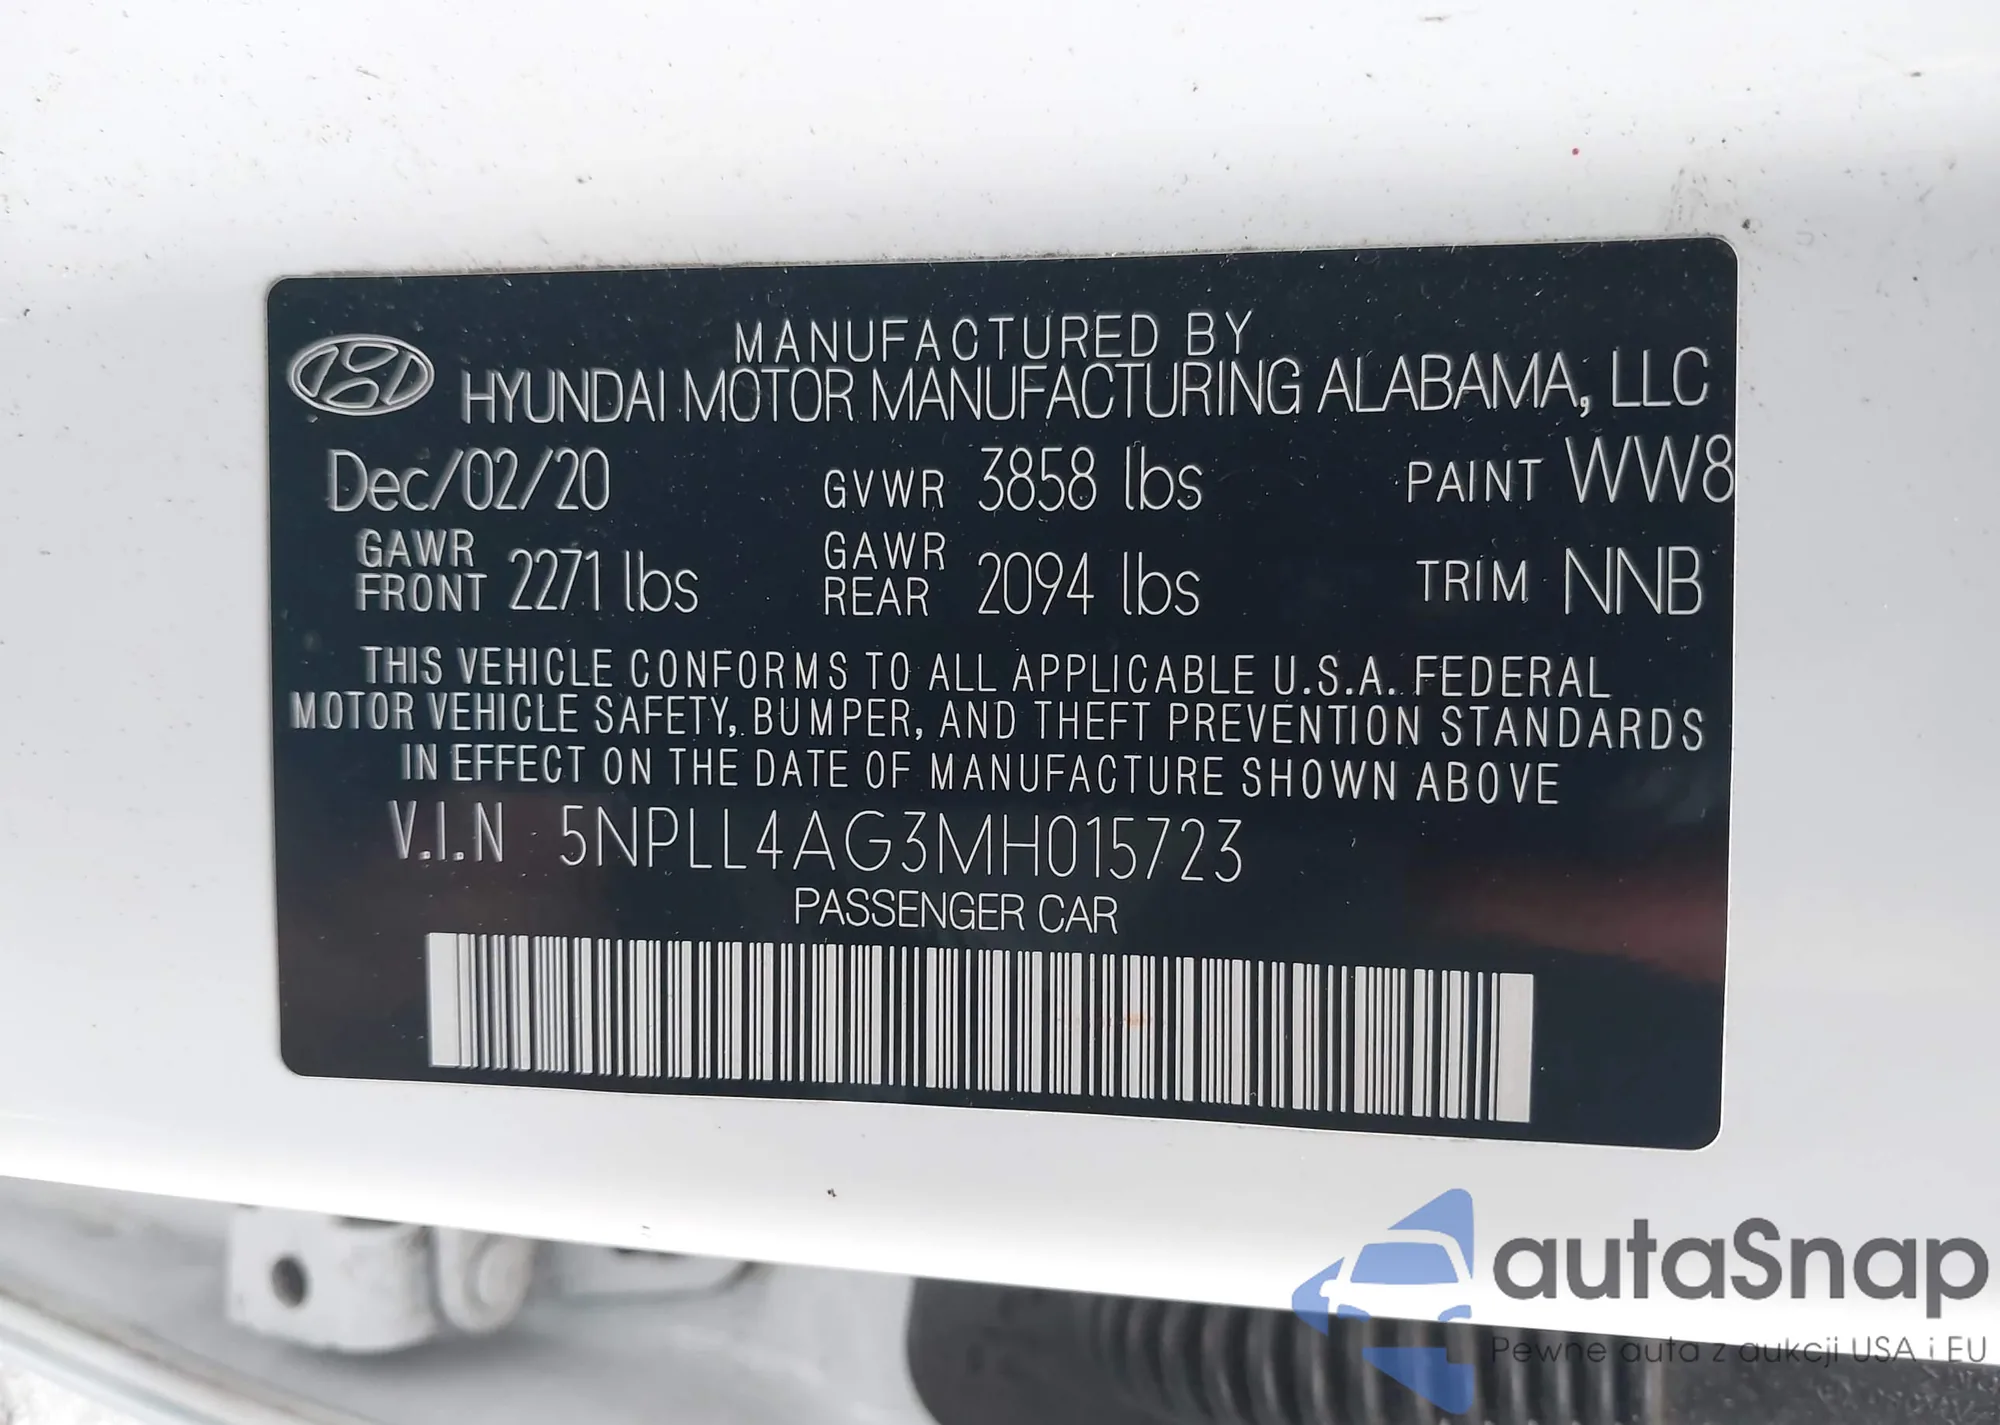 MANUFACTURED BY
HYUNDAI MOTOR MANUFACTURING ALABAMA, LLC
Dec/02/20 GVWR 3858 lbs PAINT WW8
GAWR FRONT 2271 lbs GAWR REAR 2094 lbs TRIM NNB
THIS VEHICLE CONFORMS TO ALL APPLICABLE U.S.A. FEDERAL
MOTOR VEHICLE SAFETY, BUMPER, AND THEFT PREVENTION STANDARDS
IN EFFECT ON THE DATE OF MANUFACTURE SHOWN ABOVE
V.I.N 5NPLL4AG3MH015723
PASSENGER CAR
autaSnap
Pewne auta z aukcji USA i EU